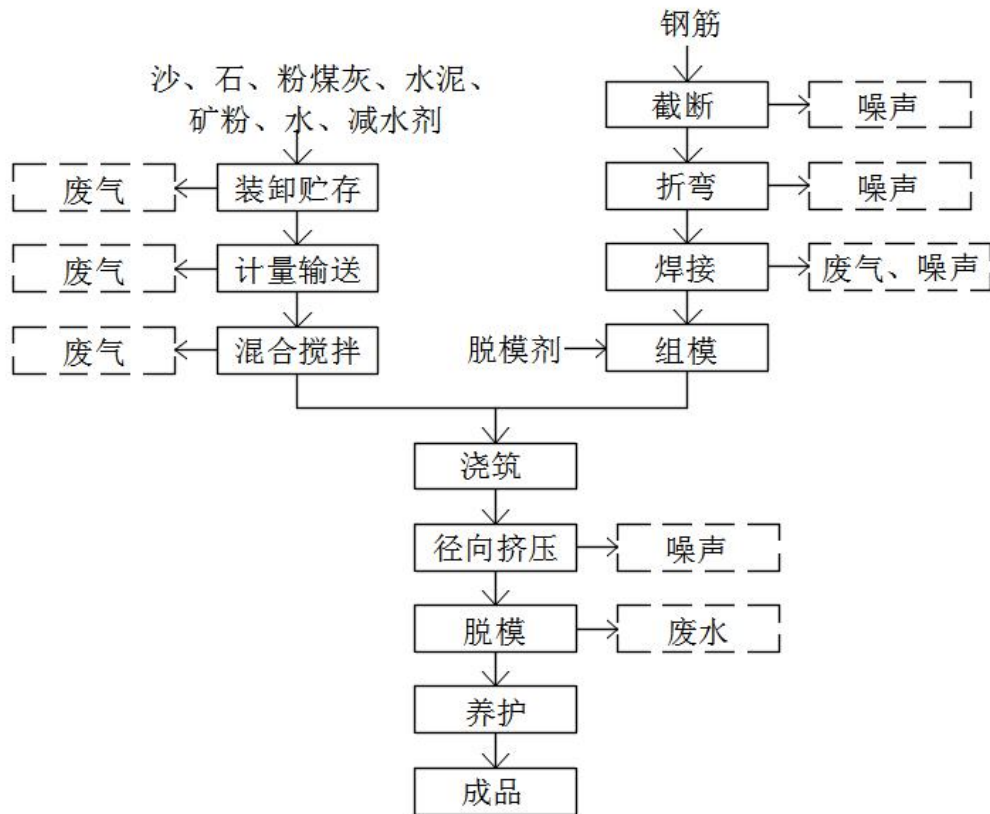 钢筋
沙、石、粉煤灰、水泥、
矿粉、水、减水剂
截断
噪声
废气
装卸贮存
折弯
噪声
废气
计量输送
焊接
废气、噪声
废气
混合搅拌
脱模剂
组模
浇筑
径向挤压
噪声
脱模
废水
养护
成品